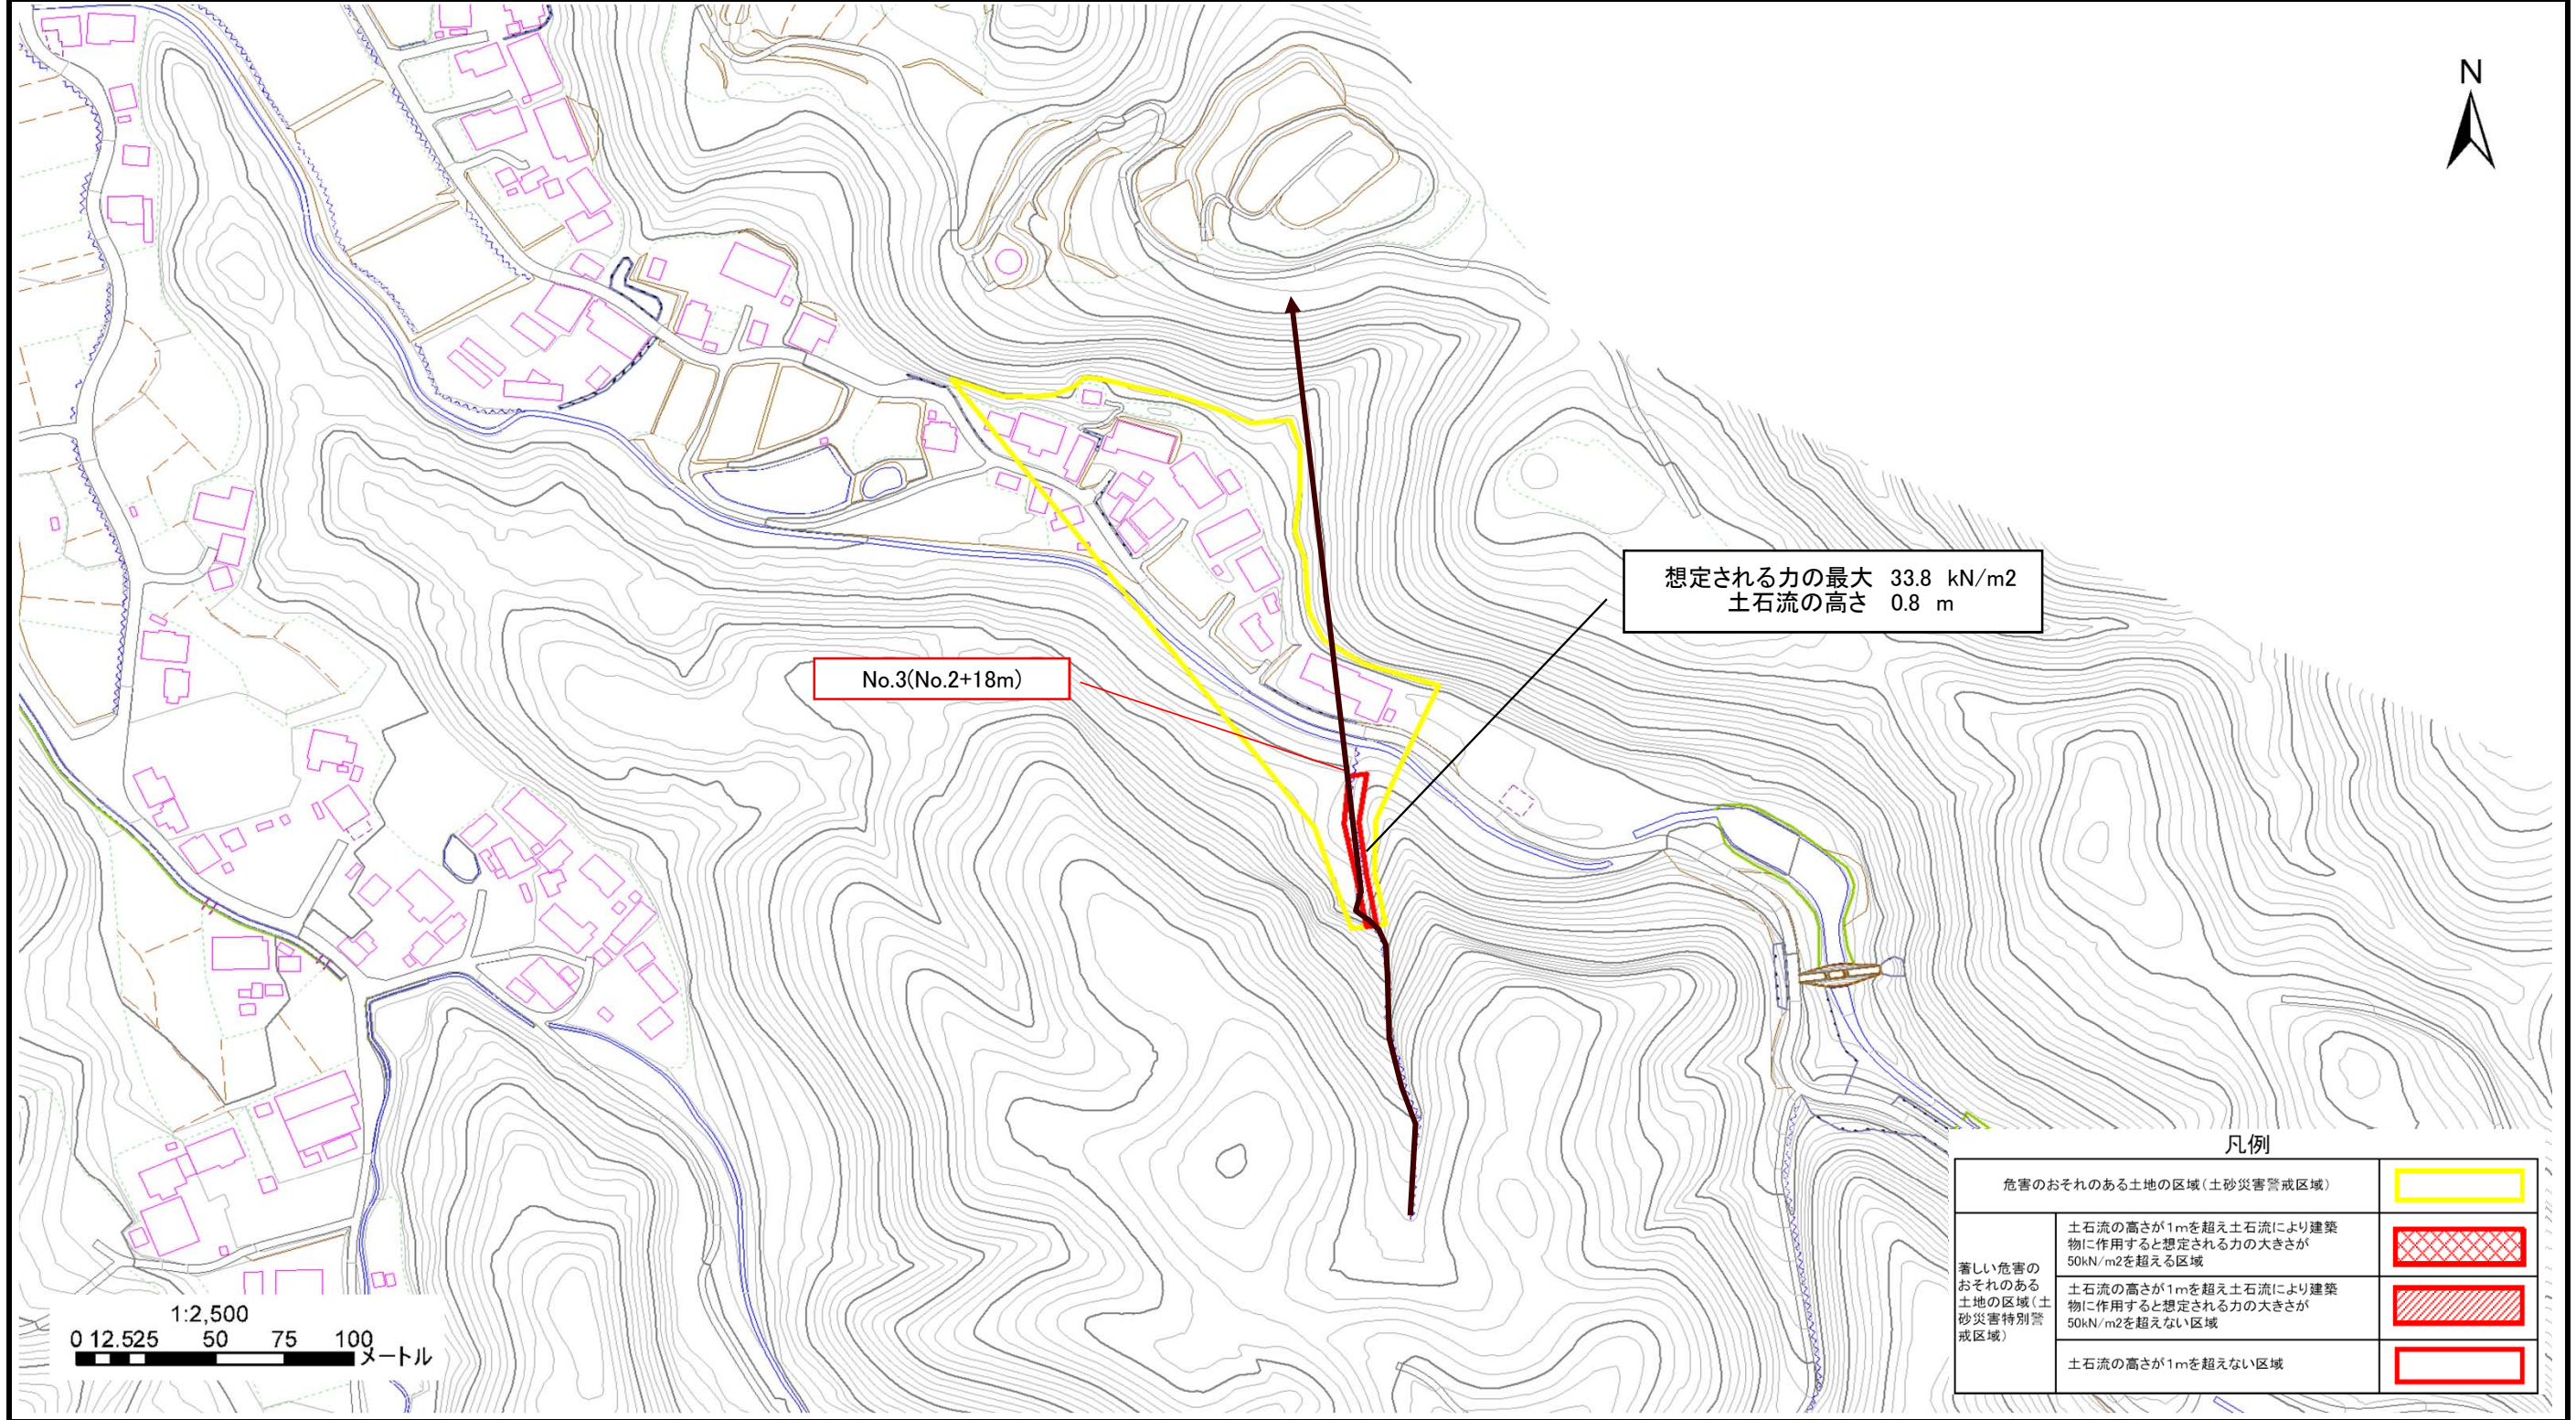 N
想定される力の最大 33.8 kN/m2
土石流の高さ 0.8 m
No.3(No.2+18m)
凡例
危害のおそれのある土地の区域(土砂災害警戒区域)
著しい危害の
おそれのある
土地の区域(土
砂災害特別警
戒区域)
土石流の高さが1mを超え土石流により建築
物に作用すると想定される力の大きさが
50kN/m2を超える区域
土石流の高さが1mを超え土石流により建築
物に作用すると想定される力の大きさが
50kN/m2を超えない区域
土石流の高さが1mを超えない区域
1:2,500
0 12.525 50 75 100
メートル